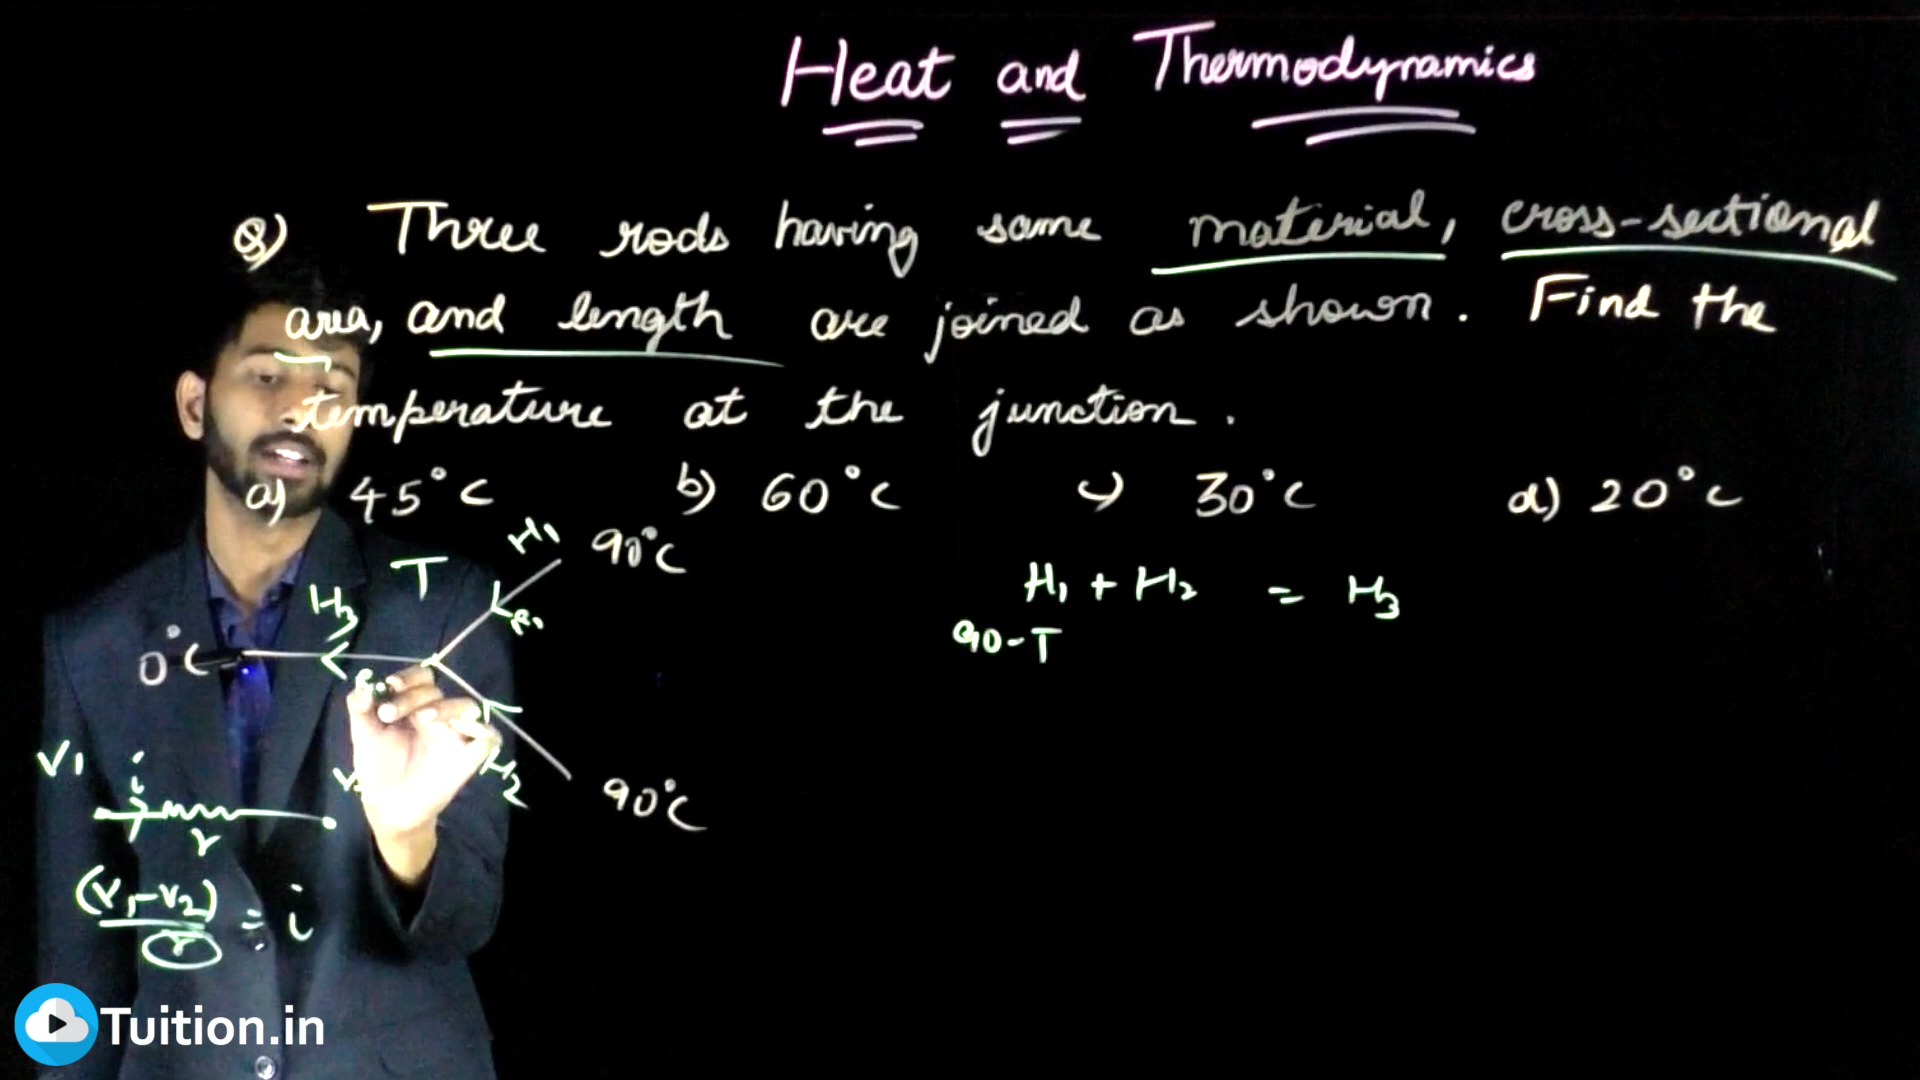 Heat and Thermodynamics
Q) Three rods having same material, cross-sectional
area, and length are joined as shown. Find the
temperature at the junction.
a) 45°C b) 60°C c) 30°C d) 20°C
H1 90°C
T
H3
H1 + H2 = H3
90-T
0°C
V1 i
H2 90°C
r
(V1-V2) = i
r
Tuition.in